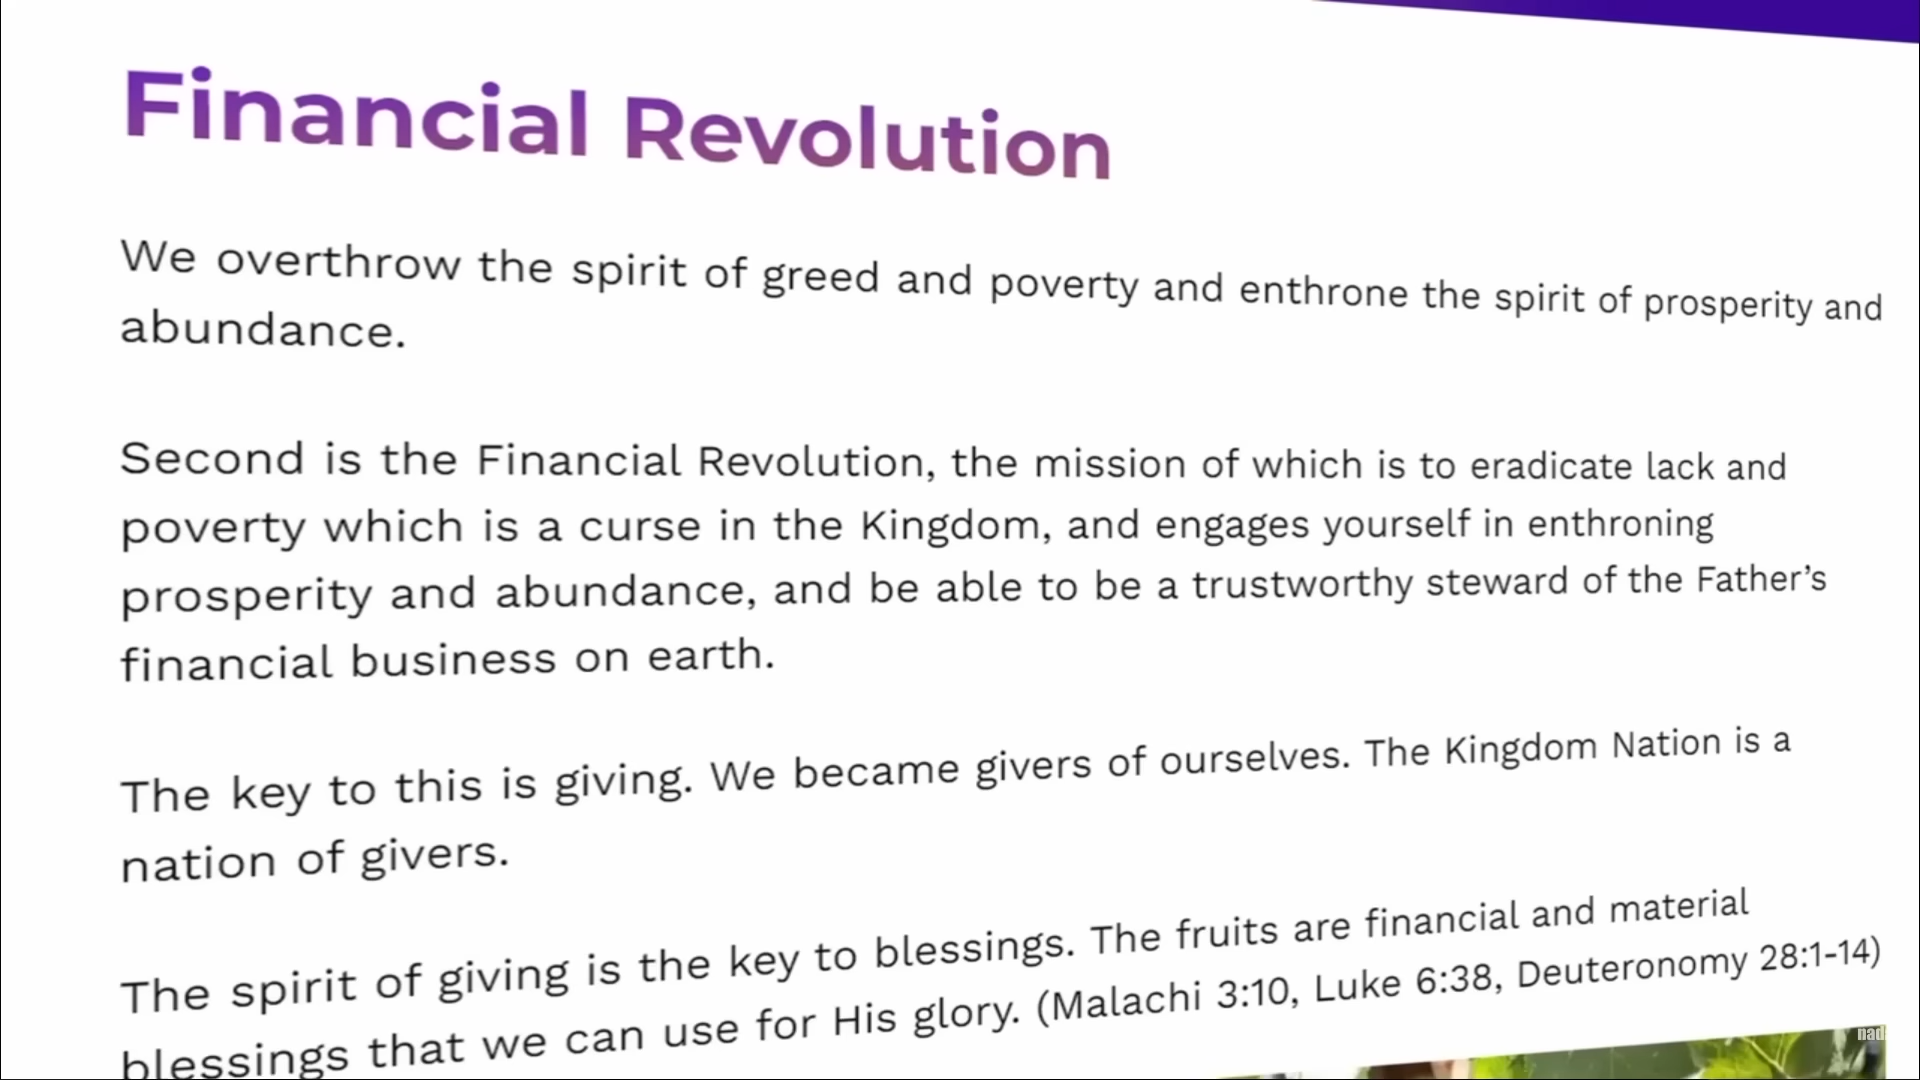 Financial Revolution
We overthrow the spirit of greed and poverty and enthrone the spirit of prosperity and
abundance.
Second is the Financial Revolution, the mission of which is to eradicate lack and
poverty which is a curse in the Kingdom, and engages yourself in enthroning
prosperity and abundance, and be able to be a trustworthy steward of the Father’s
financial business on earth.
The key to this is giving. We became givers of ourselves. The Kingdom Nation is a
nation of givers.
The spirit of giving is the key to blessings. The fruits are financial and material
blessings that we can use for His glory. (Malachi 3:10, Luke 6:38, Deuteronomy 28:1-14)